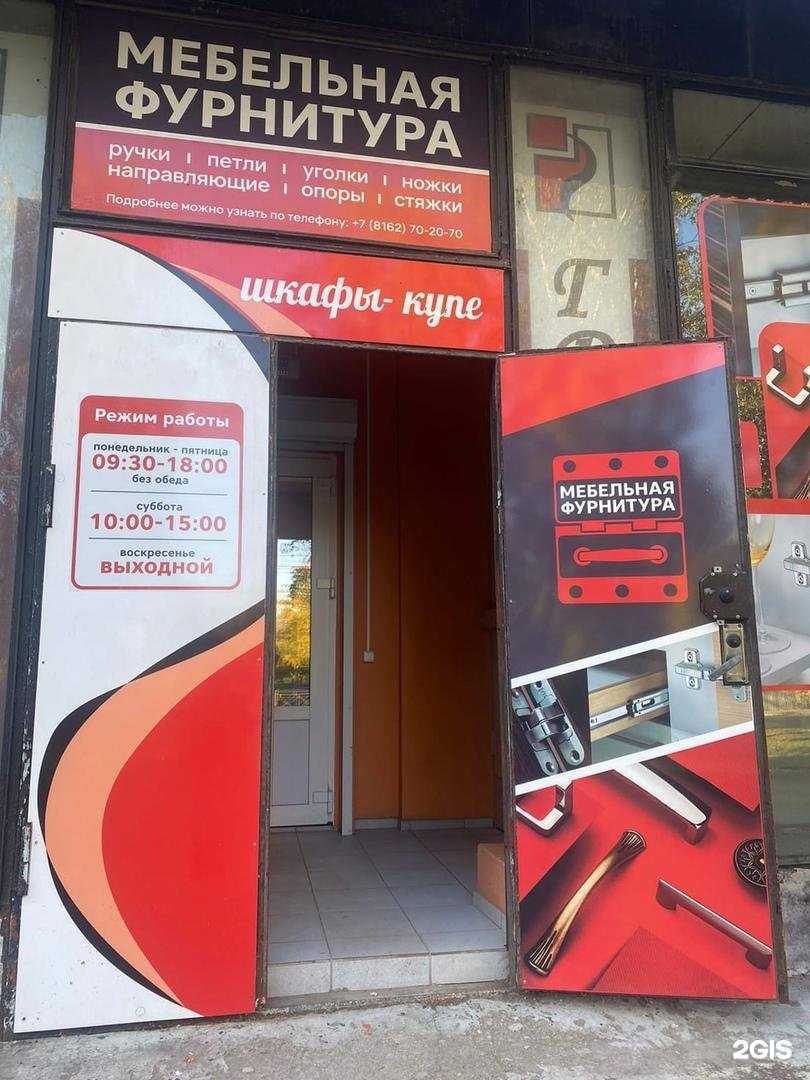 МЕБЕЛЬНАЯ
ФУРНИТУРА
ручки | петли | уголки | ножки
направляющие | опоры | стяжки
Подробнее можно узнать по телефону: +7 (8162) 70-20-70
шкафы- купе
Режим работы
понедельник - пятница
09:30-18:00
без обеда
суббота
10:00-15:00
воскресенье
ВЫХОДНОЙ
МЕБЕЛЬНАЯ
ФУРНИТУРА
Г
2GIS